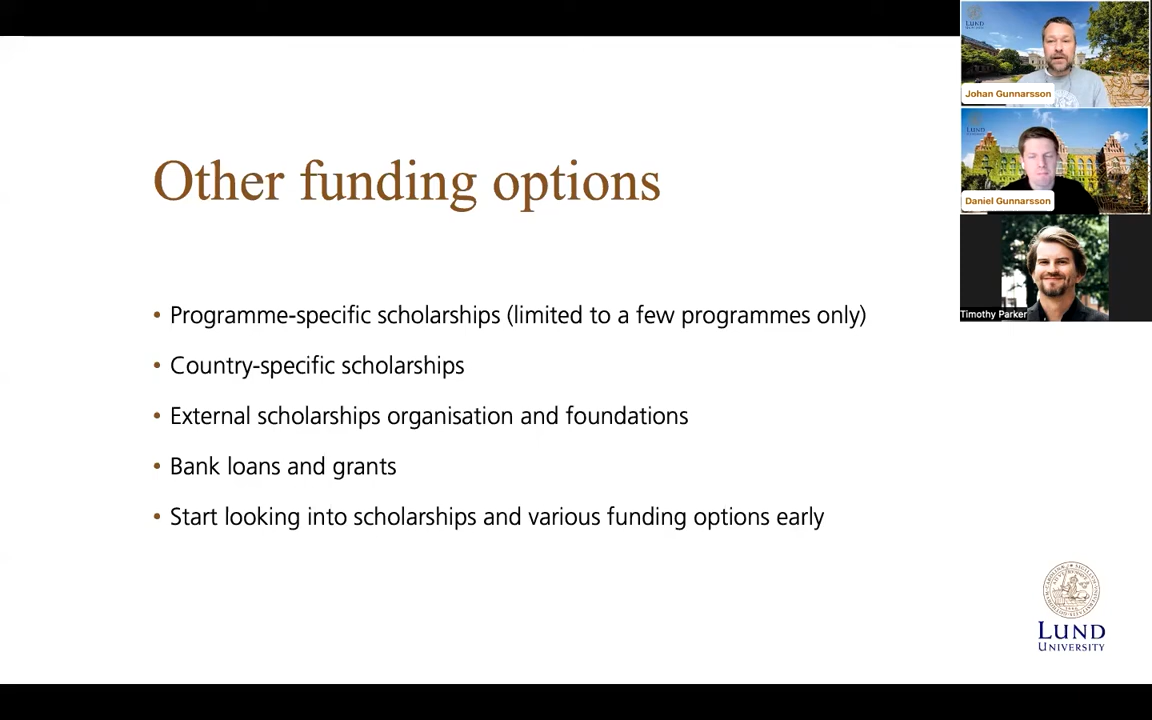 Other funding options
• Programme-specific scholarships (limited to a few programmes only)
• Country-specific scholarships
• External scholarships organisation and foundations
• Bank loans and grants
• Start looking into scholarships and various funding options early
LUND
UNIVERSITY
LUND
Johan Gunnarsson
Daniel Gunnarsson
Timothy Parker